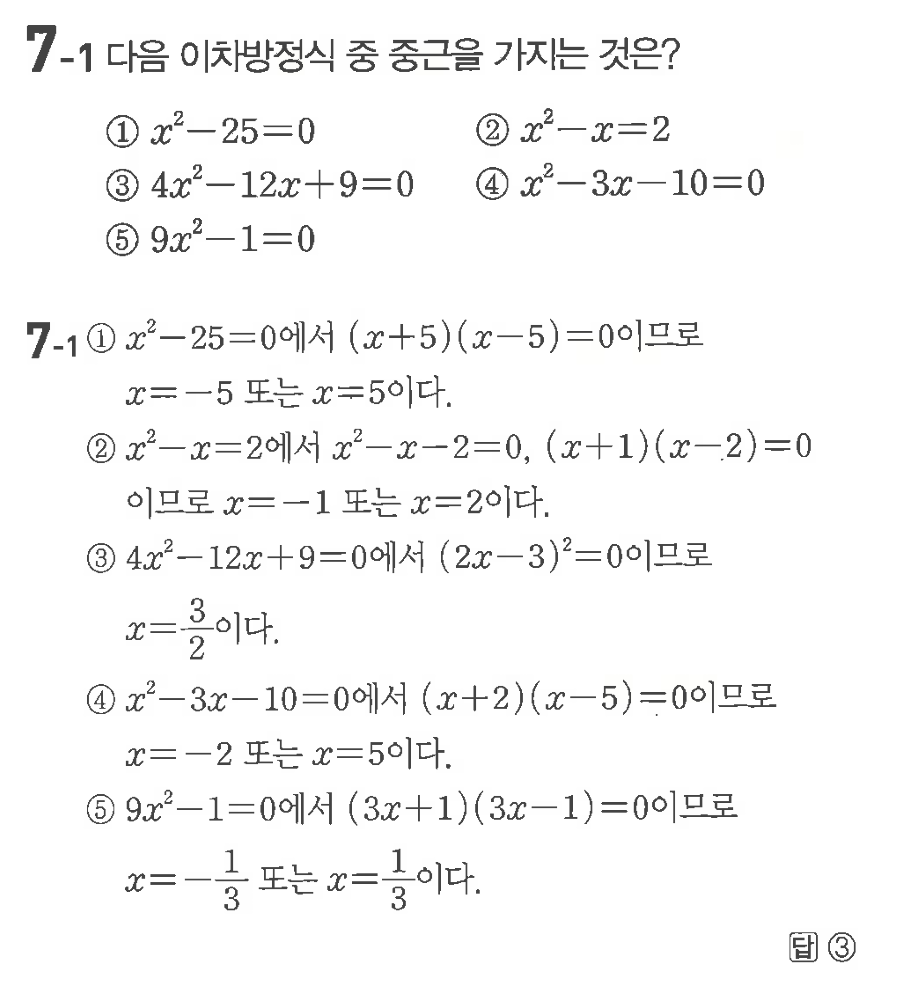 7-1 다음 이차방정식 중 중근을 가지는 것은?
① x²-25=0 ② x²-x=2
③ 4x²-12x+9=0 ④ x²-3x-10=0
⑤ 9x²-1=0
7-1 ① x²-25=0에서 (x+5)(x-5)=0이므로
x=-5 또는 x=5이다.
② x²-x=2에서 x²-x-2=0, (x+1)(x-2)=0
이므로 x=-1 또는 x=2이다.
③ 4x²-12x+9=0에서 (2x-3)²=0이므로
x=3/2이다.
④ x²-3x-10=0에서 (x+2)(x-5)=0이므로
x=-2 또는 x=5이다.
⑤ 9x²-1=0에서 (3x+1)(3x-1)=0이므로
x=-1/3 또는 x=1/3이다.
답 ③